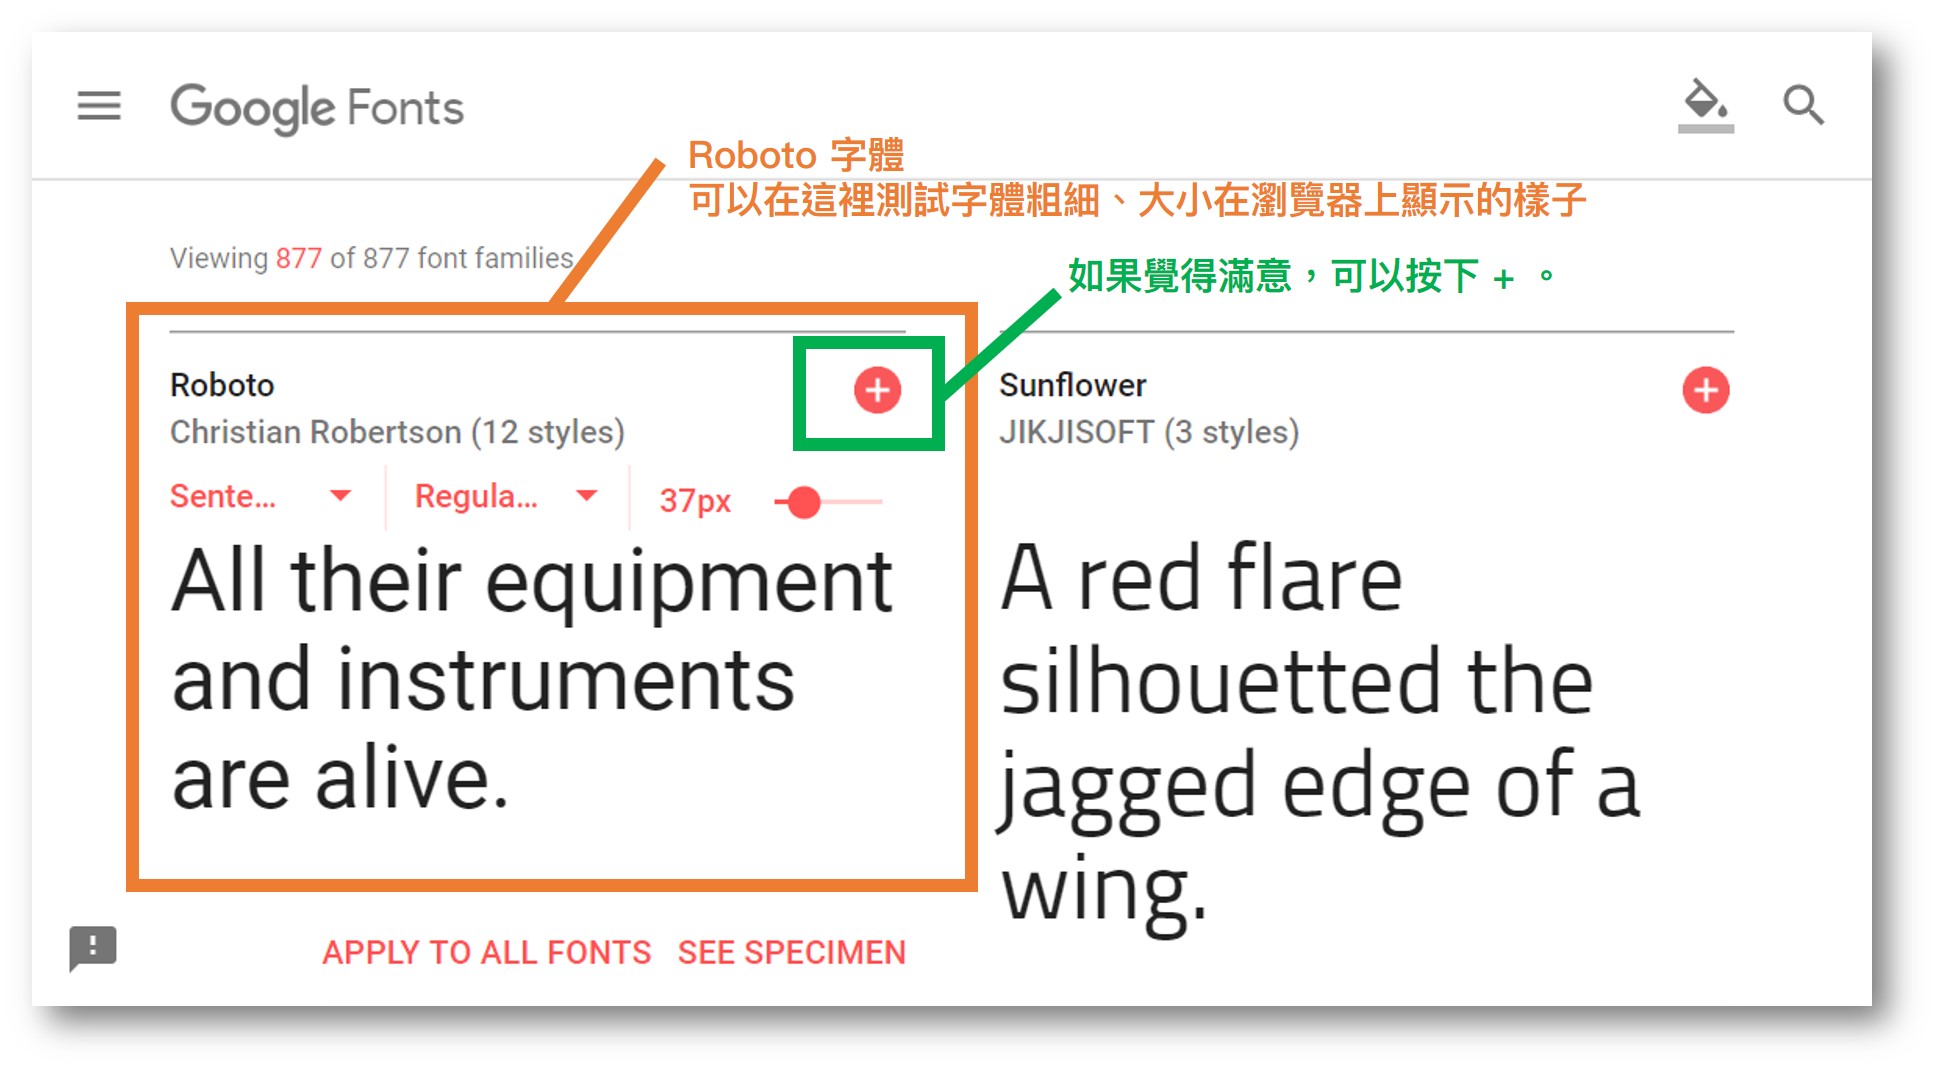 Google Fonts
Roboto 字體
可以在這裡測試字體粗細、大小在瀏覽器上顯示的樣子
Viewing 877 of 877 font families
如果覺得滿意，可以按下 + 。
Roboto
Christian Robertson (12 styles)
Sente...
Regula...
37px
All their equipment
and instruments
are alive.
APPLY TO ALL FONTS
SEE SPECIMEN
Sunflower
JIKJISOFT (3 styles)
A red flare
silhouetted the
jagged edge of a
wing.